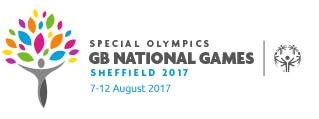 SPECIAL OLYMPICS
GB NATIONAL GAMES
SHEFFIELD 2017
7-12 August 2017